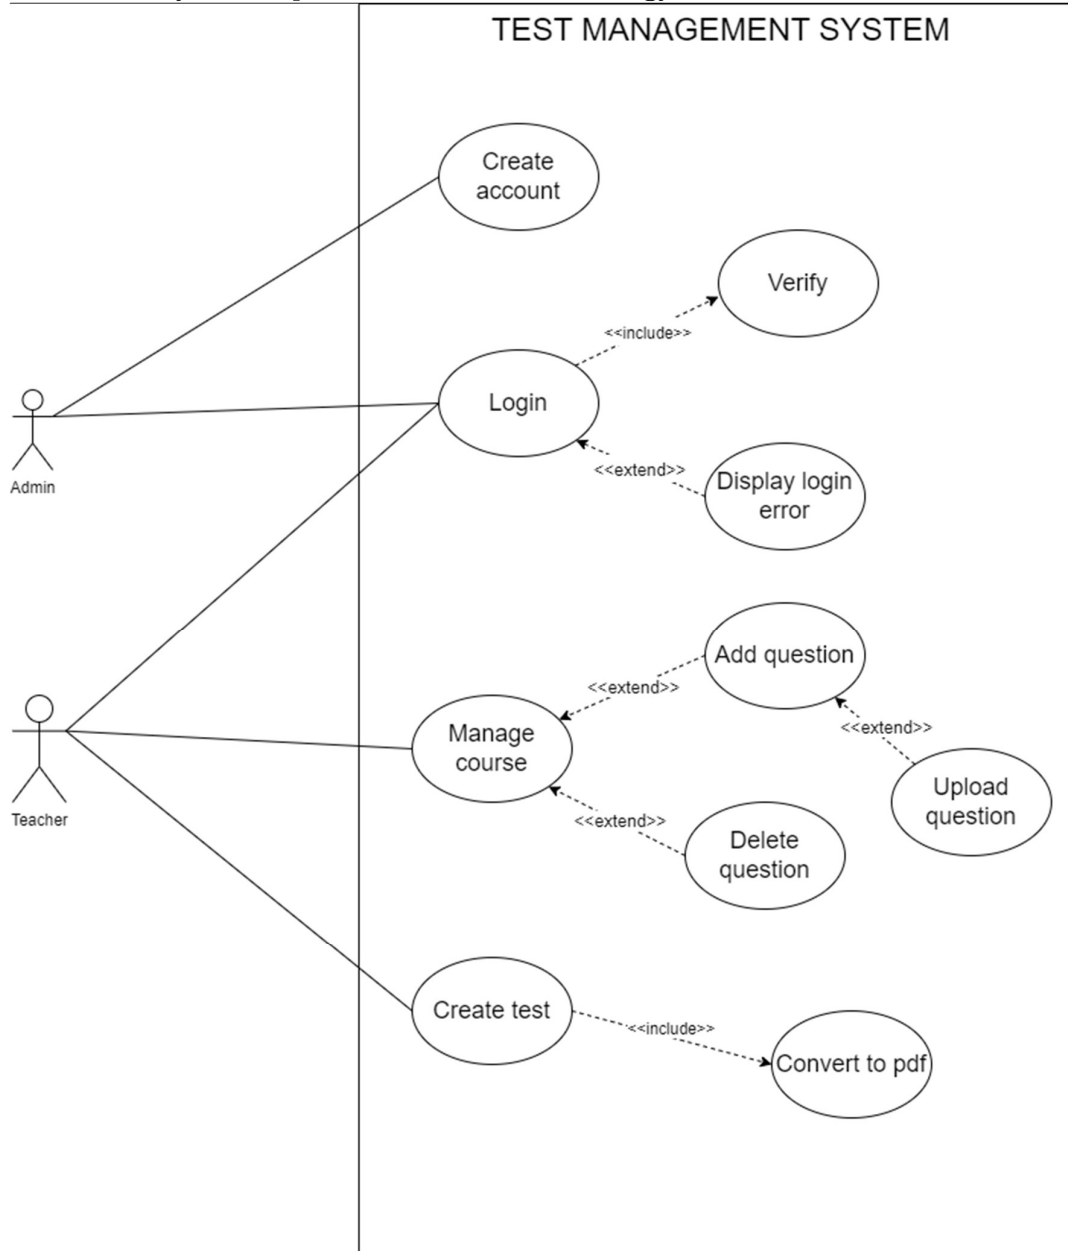 TEST MANAGEMENT SYSTEM
Create
account
Verify
<<include>>
Login
Admin
<<extend>>
Display login
error
Add question
<<extend>>
<<extend>>
Manage
course
Upload
question
Teacher
<<extend>>
Delete
question
Create test
<<include>>
Convert to pdf